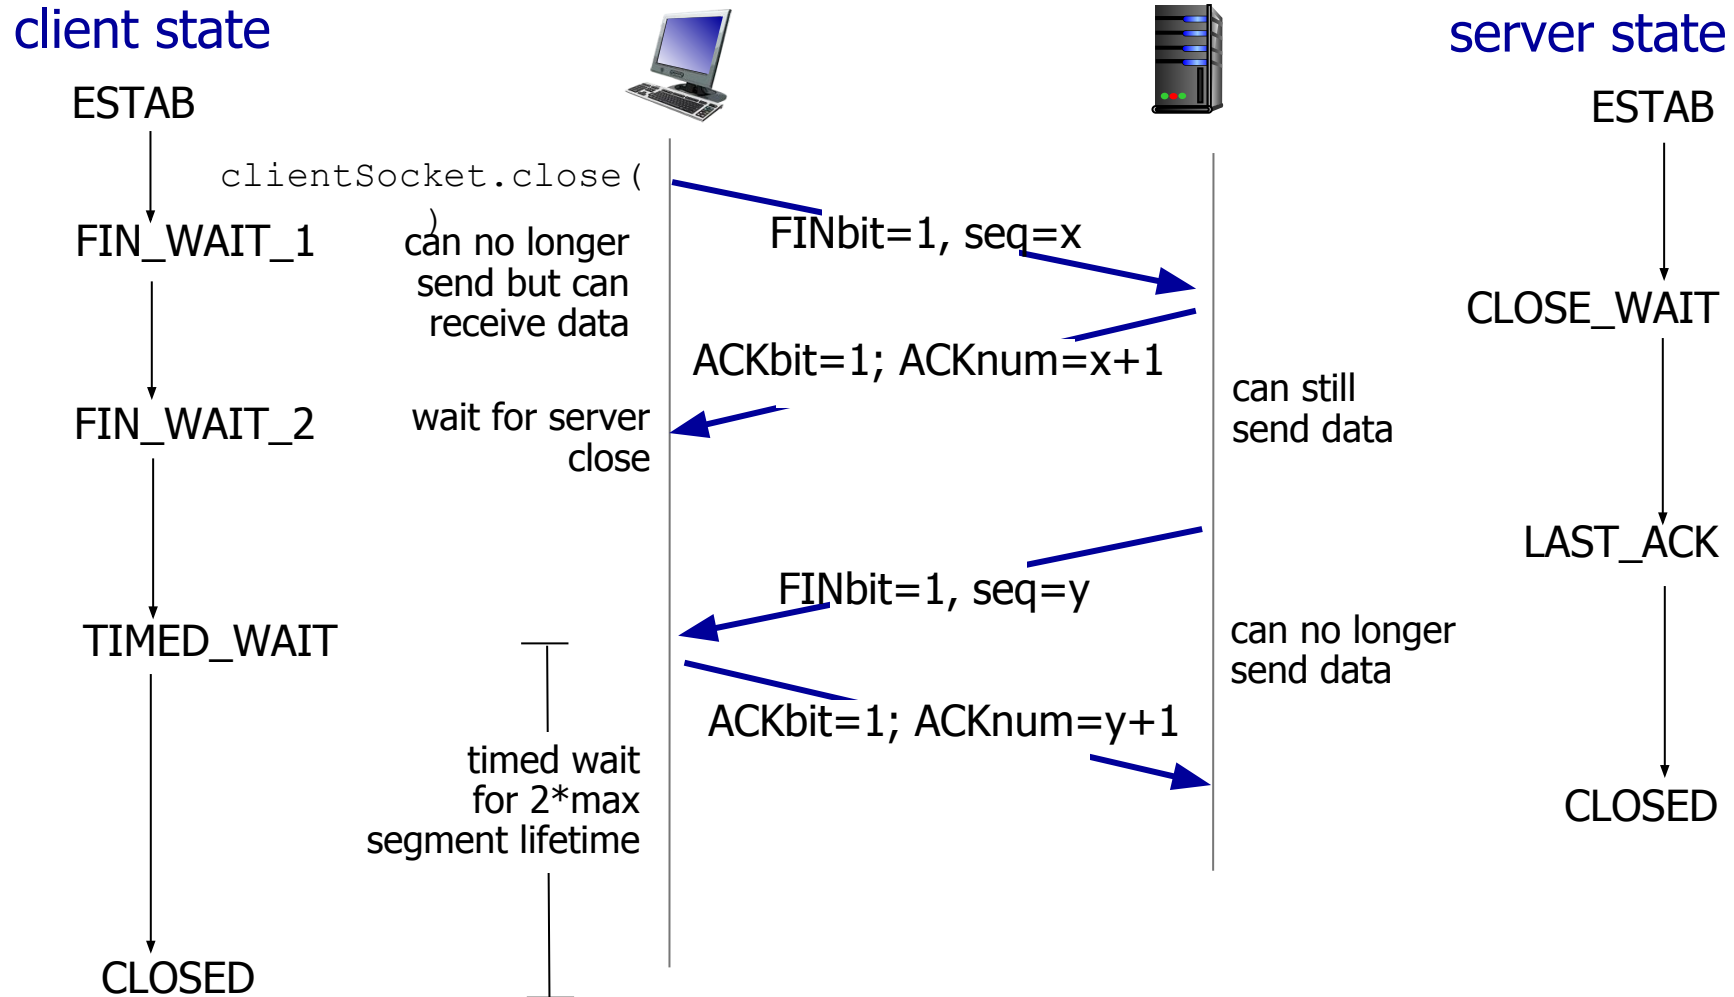 client state
server state
ESTAB
ESTAB
clientSocket.close(
)
FIN_WAIT_1
can no longer
send but can
receive data
FINbit=1, seq=x
CLOSE_WAIT
ACKbit=1; ACKnum=x+1
can still
send data
FIN_WAIT_2
wait for server
close
LAST_ACK
FINbit=1, seq=y
TIMED_WAIT
can no longer
send data
ACKbit=1; ACKnum=y+1
timed wait
for 2*max
segment lifetime
CLOSED
CLOSED